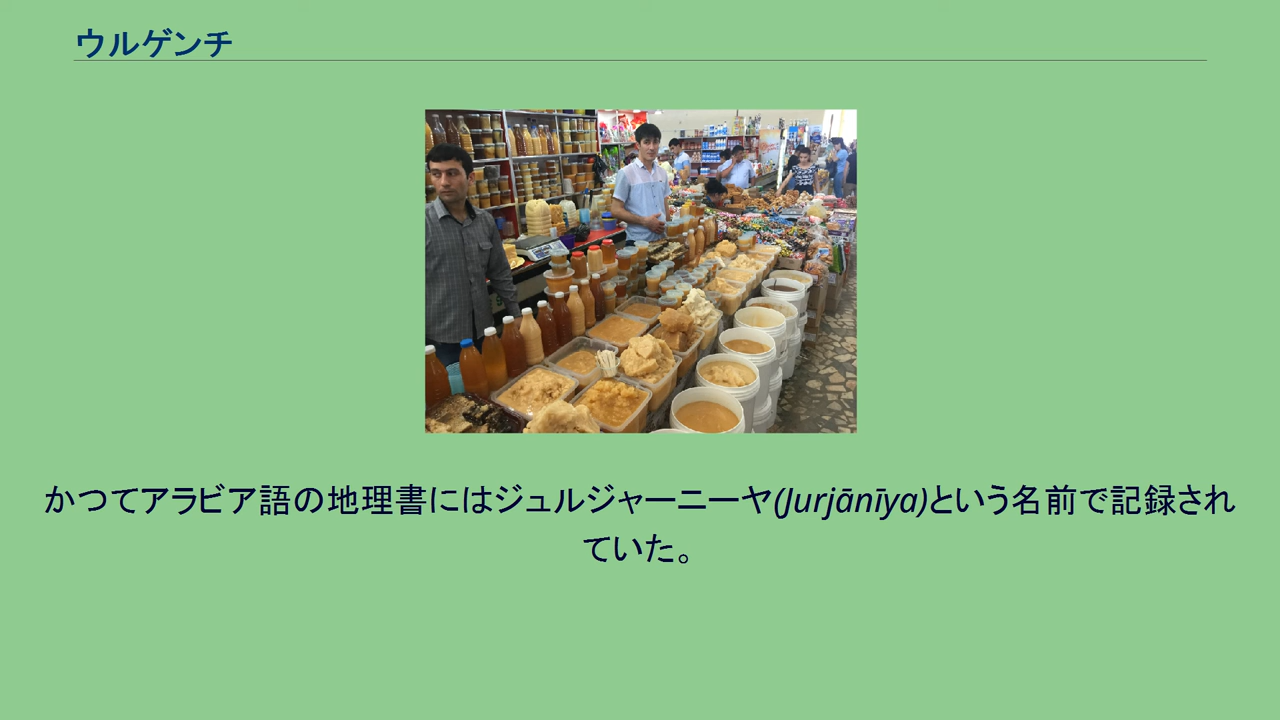 ウルゲンチ
かつてアラビア語の地理書にはジュルジャーニーヤ(Jurjānīya)という名前で記録され
ていた。